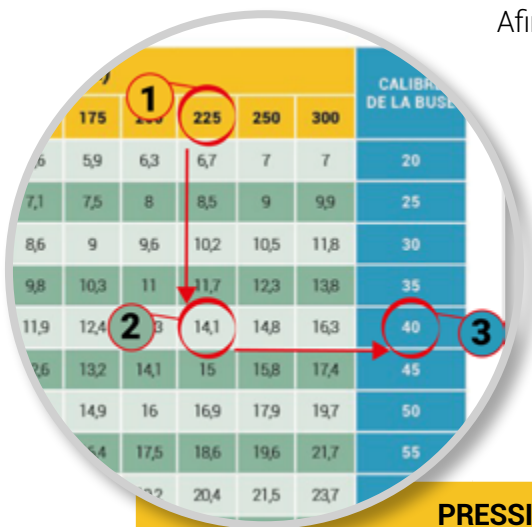 Afi
CALIBRE
DE LA BUSE
1
175 225 250 300
5,9 6,3 6,7 7 7 20
7,1 7,5 8 8,5 9 9,9 25
8,6 9 9,6 10,2 10,5 11,8 30
9,8 10,3 11 11,7 12,3 13,8 35
11,9 12,4 2 3 14,1 14,8 16,3 40 3
13,2 14,1 15 15,8 17,4 45
14,9 16 16,9 17,9 19,7 50
17,5 18,6 19,6 21,7 55
20,4 21,5 23,7
PRESSI